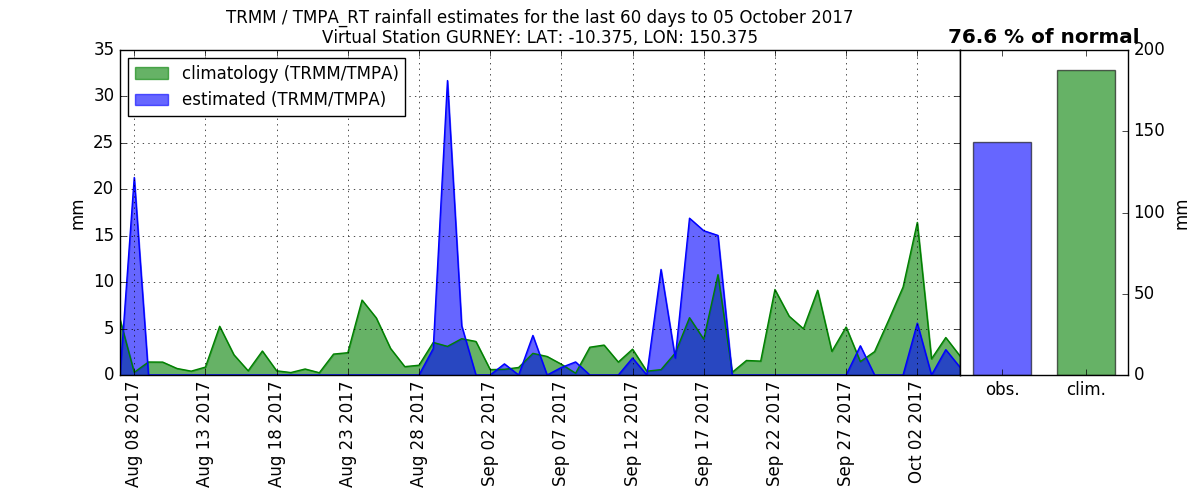 TRMM / TMPA_RT rainfall estimates for the last 60 days to 05 October 2017
Virtual Station GURNEY: LAT: -10.375, LON: 150.375
76.6 % of normal
climatology (TRMM/TMPA)
estimated (TRMM/TMPA)
35
30
25
20
15
10
5
0
mm
Aug 08 2017
Aug 13 2017
Aug 18 2017
Aug 23 2017
Aug 28 2017
Sep 02 2017
Sep 07 2017
Sep 12 2017
Sep 17 2017
Sep 22 2017
Sep 27 2017
Oct 02 2017
obs.
clim.
200
150
100
50
0
mm